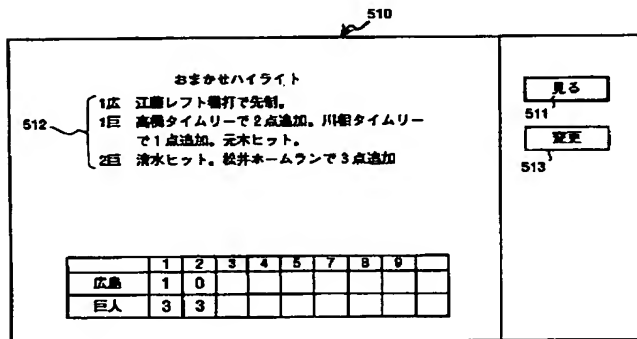 510
おまかせハイライト
512
1広 江藤レフト打で先制。
1巨 高橋タイムリーで2点追加。川相タイムリー
で1点追加。元木ヒット。
2巨 清水ヒット。松井ホームランで3点追加
見る
511
変更
513
1 2 3 4 5 7 8 9
広島 1 0
巨人 3 3